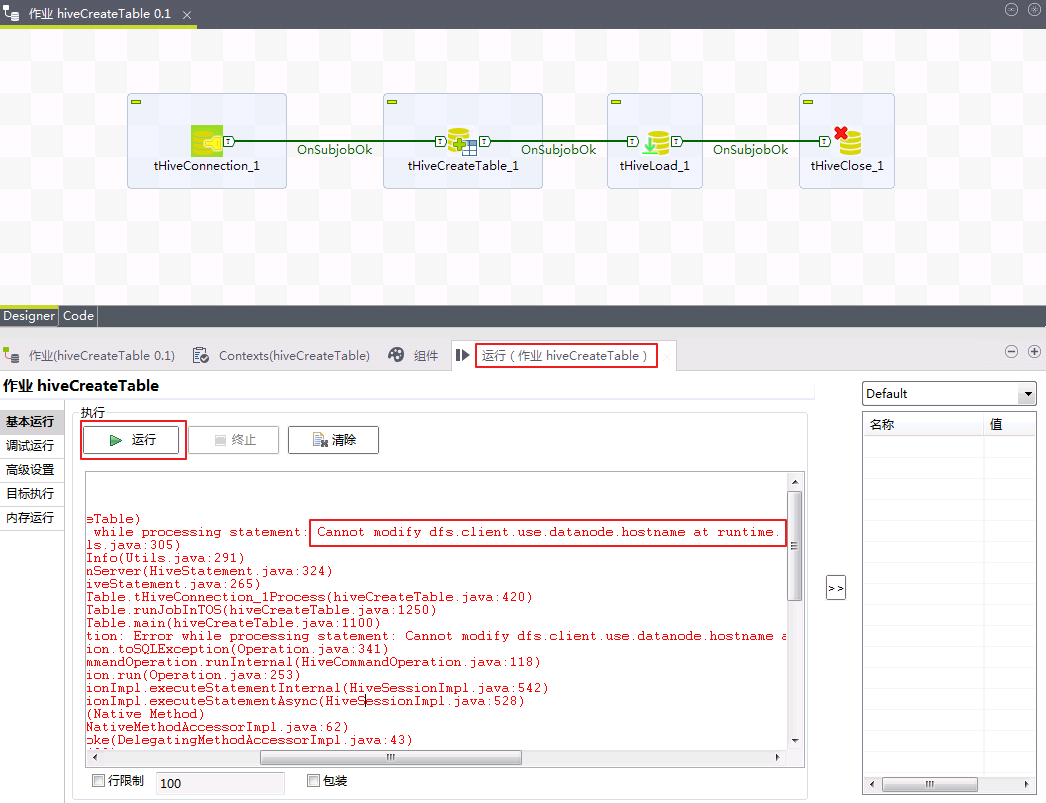 作业 hiveCreateTable 0.1
OnSubjobOk
OnSubjobOk
OnSubjobOk
tHiveConnection_1
tHiveCreateTable_1
tHiveLoad_1
tHiveClose_1
Designer
Code
作业(hiveCreateTable 0.1)
Contexts(hiveCreateTable)
组件
运行 ( 作业 hiveCreateTable )
作业 hiveCreateTable
Default
名称
值
基本运行
调试运行
高级设置
目标执行
内存运行
执行
运行
终止
清除
eTable)
while processing statement: Cannot modify dfs.client.use.datanode.hostname at runtime.
ls.java:305)
Info(Utils.java:291)
nServer(HiveStatement.java:324)
iveStatement.java:265)
Table.tHiveConnection_1Process(hiveCreateTable.java:420)
Table.runJobInTOS(hiveCreateTable.java:1250)
Table.main(hiveCreateTable.java:1100)
tion: Error while processing statement: Cannot modify dfs.client.use.datanode.hostname a
ion.toSQLException(Operation.java:341)
mmandOperation.runInternal(HiveCommandOperation.java:118)
ion.run(Operation.java:253)
ionImpl.executeStatementInternal(HiveSessionImpl.java:542)
ionImpl.executeStatementAsync(HiveSessionImpl.java:528)
(Native Method)
NativeMethodAccessorImpl.java:62)
oke(DelegatingMethodAccessorImpl.java:43)
>>
行限制
100
包装